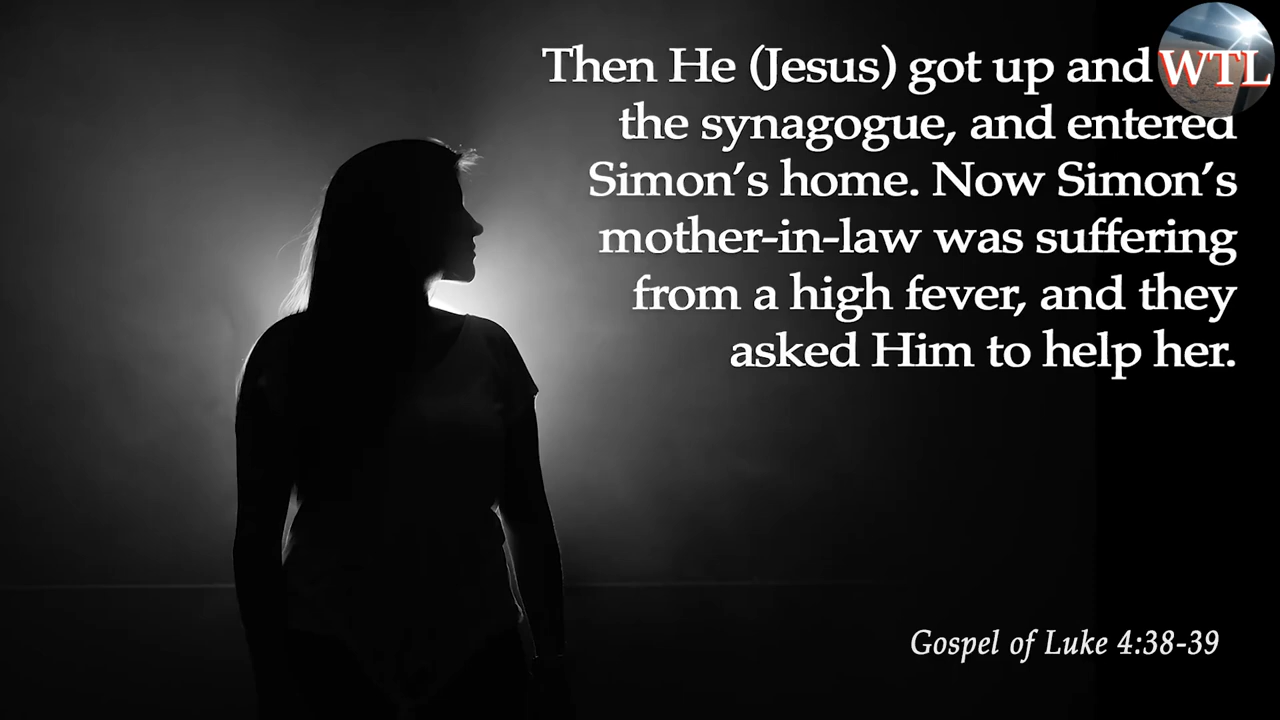 Then He (Jesus) got up and
WTL
the synagogue, and entered
Simon’s home. Now Simon’s
mother-in-law was suffering
from a high fever, and they
asked Him to help her.
Gospel of Luke 4:38-39